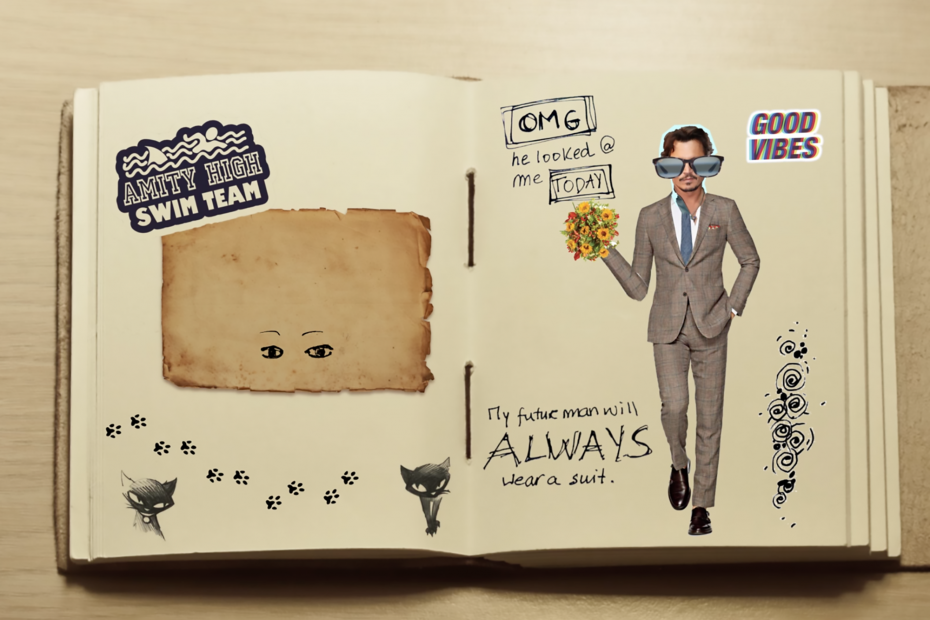 AMITY HIGH
SWIM TEAM
OMG
he looked @
me TODAY
GOOD
VIBES
My future man will
ALWAYS
wear a suit.